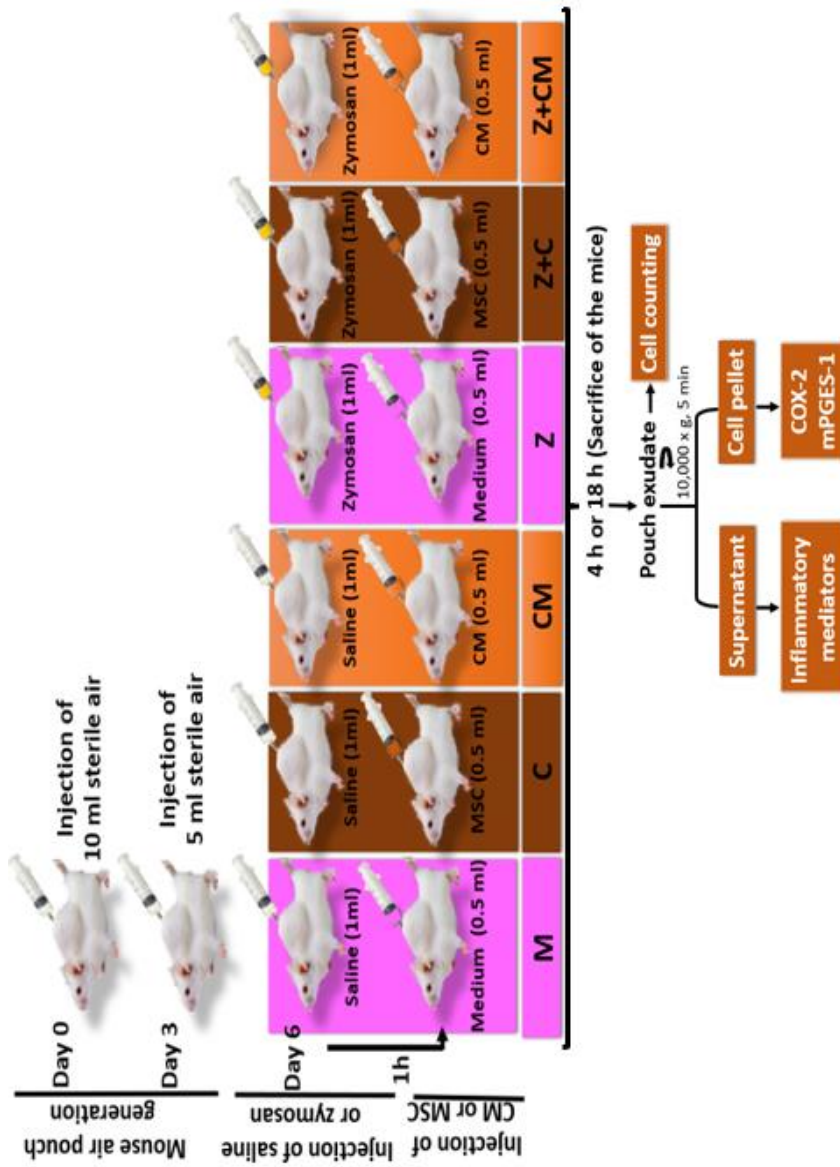 Mouse air pouch
generation
Day 0
Injection of
10 ml sterile air
Day 3
Injection of
5 ml sterile air
Injection of saline
or zymosan
Day 6
Saline (1ml)
Saline (1ml)
Saline (1ml)
Zymosan (1ml)
Zymosan (1ml)
Zymosan (1ml)
1h
Injection of
CM or MSC
Medium (0.5 ml)
MSC (0.5 ml)
CM (0.5 ml)
Medium (0.5 ml)
MSC (0.5 ml)
CM (0.5 ml)
M
C
CM
Z
Z+C
Z+CM
4 h or 18 h (Sacrifice of the mice)
Pouch exudate
Cell counting
10,000 x g, 5 min
Supernatant
Cell pellet
Inflammatory
mediators
COX-2
mPGES-1